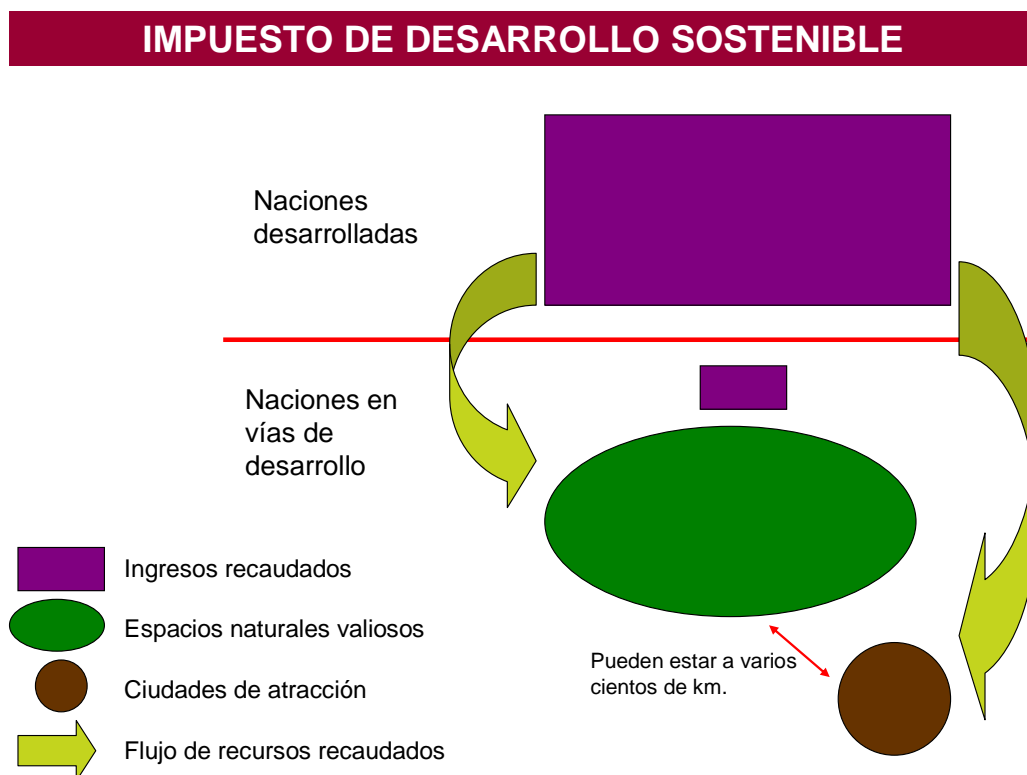 IMPUESTO DE DESARROLLO SOSTENIBLE
Naciones
desarrolladas
Naciones en
vías de
desarrollo
Ingresos recaudados
Espacios naturales valiosos
Pueden estar a varios
cientos de km.
Ciudades de atracción
Flujo de recursos recaudados